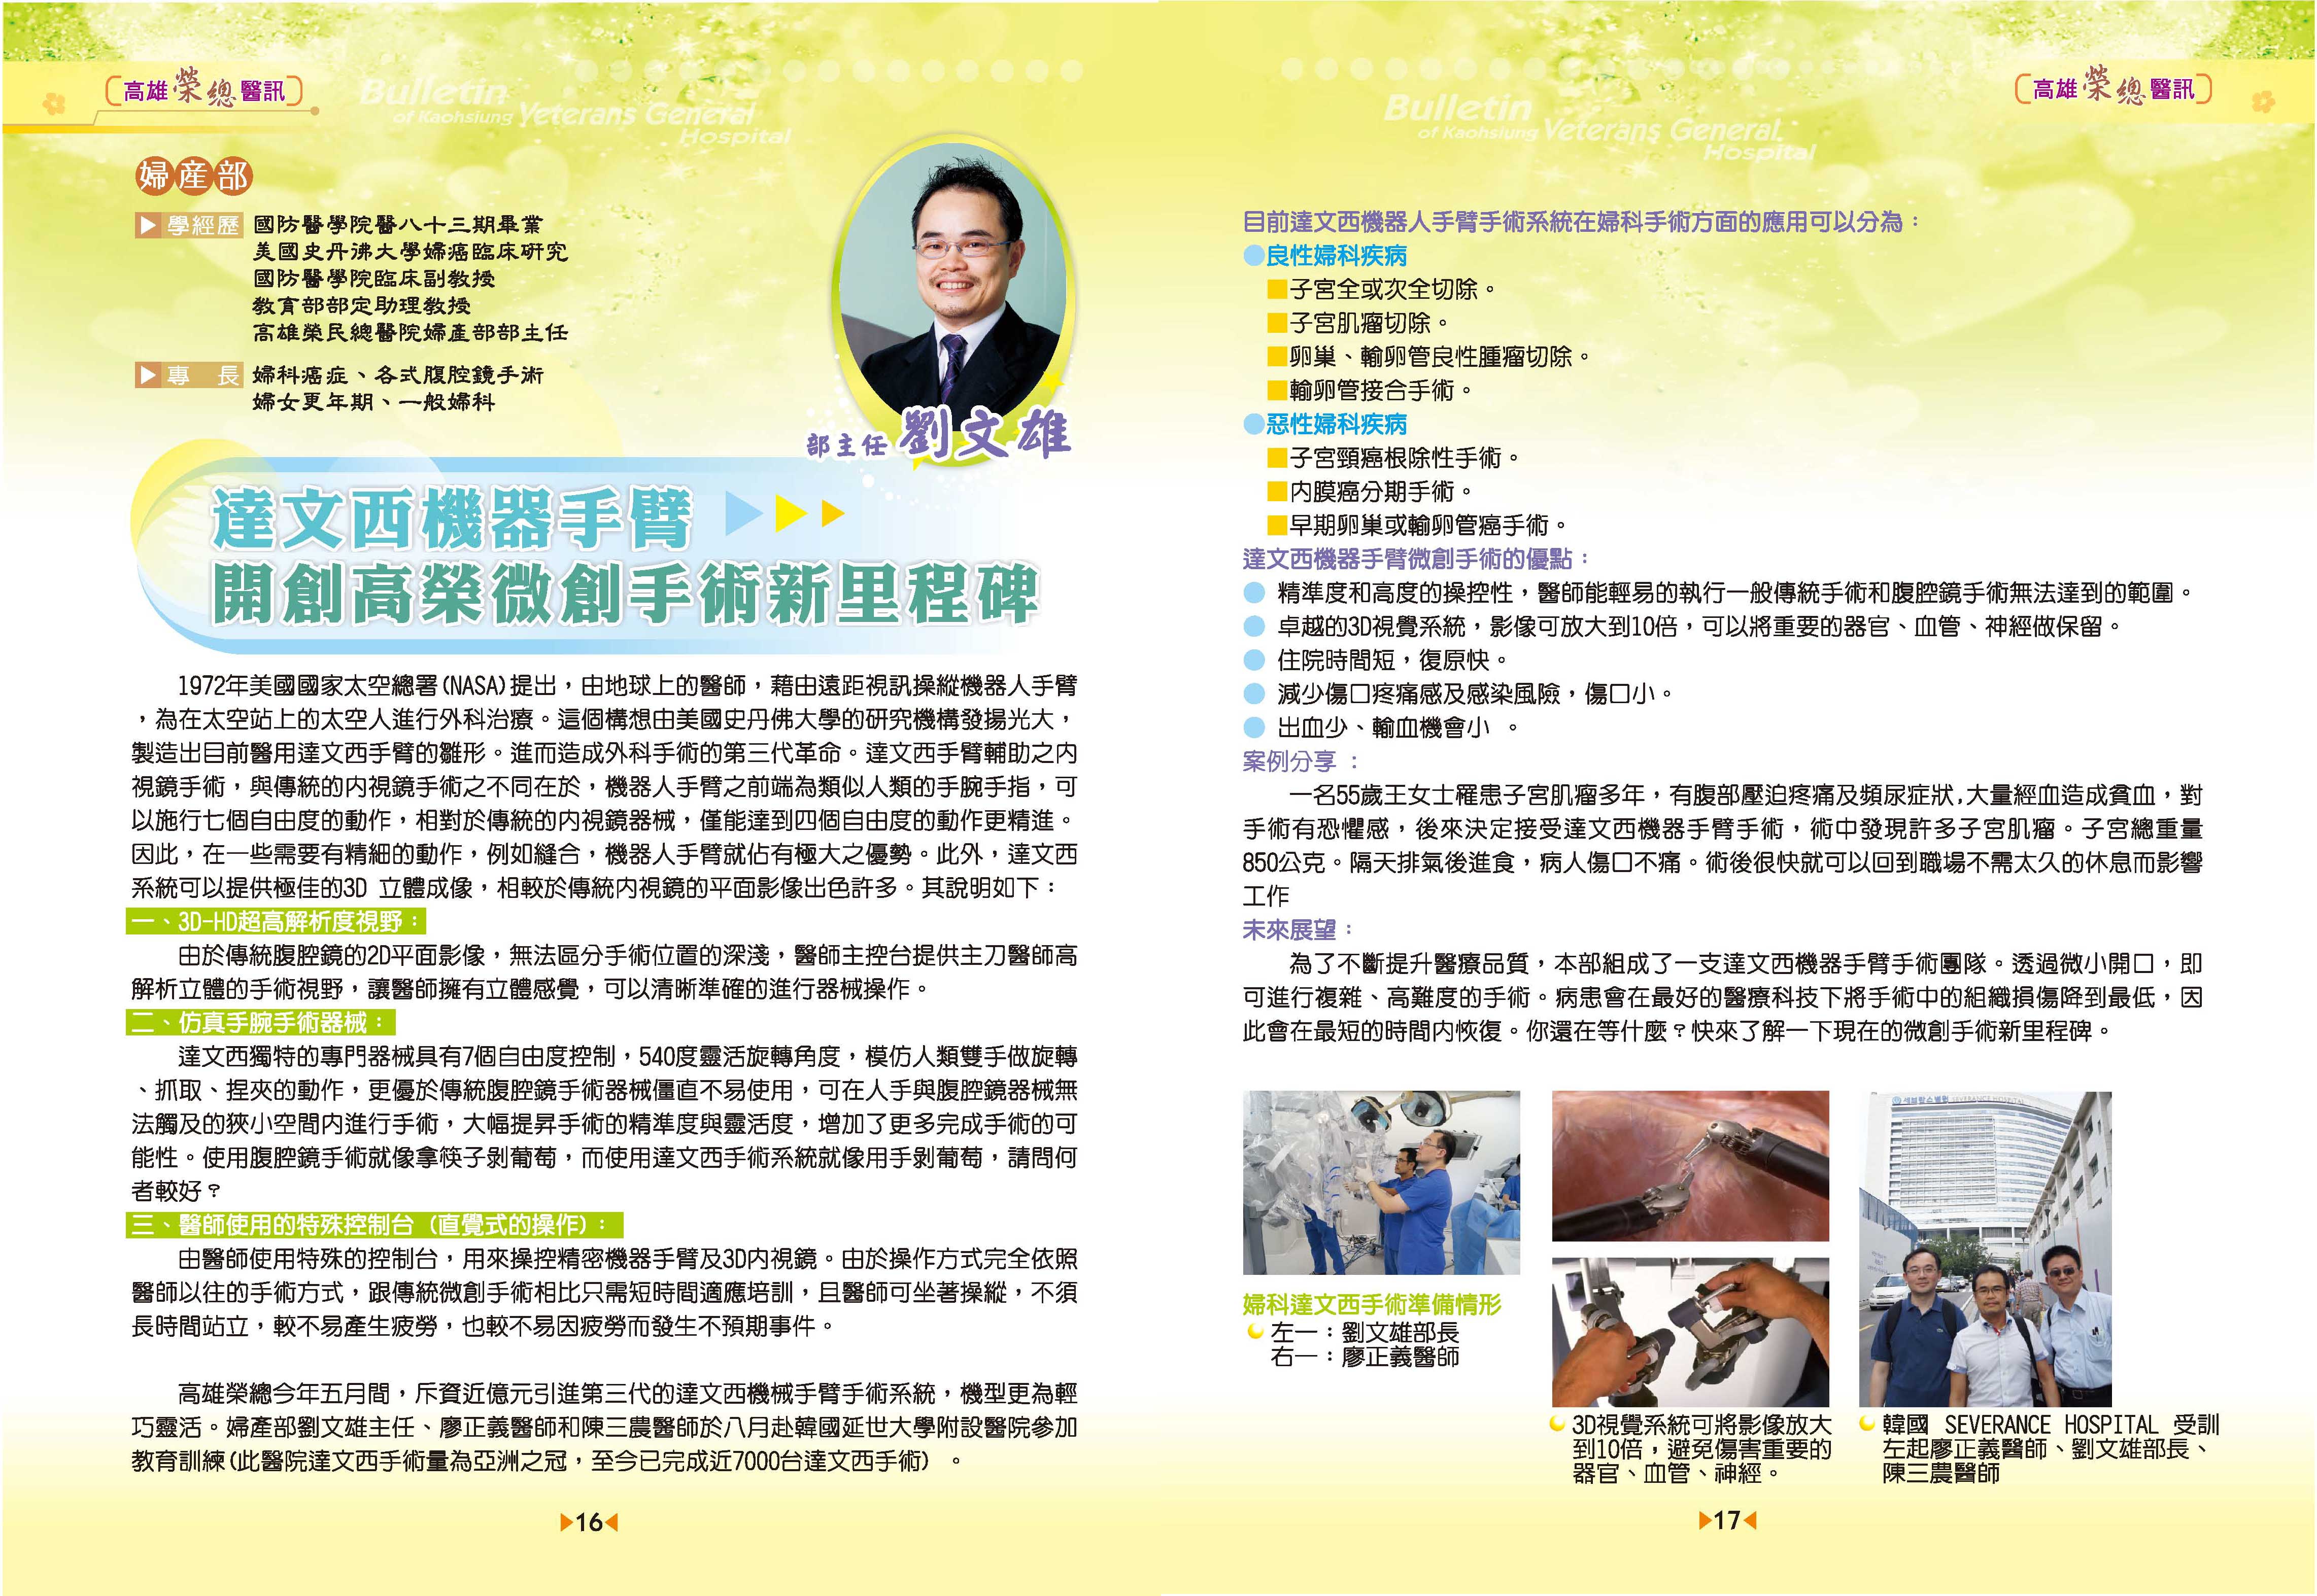 高雄榮總醫訊
Bulletin
of Kaohsiung Veterans General
Hospital
婦產部
學經歷 國防醫學院醫八十三期畢業
美國史丹沸大學婦癌臨床研究
國防醫學院臨床副教授
教育部部定助理教授
高雄榮民總醫院婦產部部主任
專 長 婦科癌症、各式腹腔鏡手術
婦女更年期、一般婦科
部主任 劉文雄
達文西機器手臂
開創高榮微創手術新里程碑
1972年美國國家太空總署(NASA)提出，由地球上的醫師，藉由遠距視訊操縱機器人手臂
，為在太空站上的太空人進行外科治療。這個構想由美國史丹佛大學的研究機構發揚光大，
製造出目前醫用達文西手臂的雛形。進而造成外科手術的第三代革命。達文西手臂輔助之內
視鏡手術，與傳統的內視鏡手術之不同在於，機器人手臂之前端為類似人類的手腕手指，可
以施行七個自由度的動作，相對於傳統的內視鏡器械，僅能達到四個自由度的動作更精進。
因此，在一些需要有精細的動作，例如縫合，機器人手臂就佔有極大之優勢。此外，達文西
系統可以提供極佳的3D 立體成像，相較於傳統內視鏡的平面影像出色許多。其說明如下：
一、3D-HD超高解析度視野：
由於傳統腹腔鏡的2D平面影像，無法區分手術位置的深淺，醫師主控台提供主刀醫師高
解析立體的手術視野，讓醫師擁有立體感覺，可以清晰準確的進行器械操作。
二、仿真手腕手術器械：
達文西獨特的專門器械具有7個自由度控制，540度靈活旋轉角度，模仿人類雙手做旋轉
、抓取、捏夾的動作，更優於傳統腹腔鏡手術器械僵直不易使用，可在人手與腹腔鏡器械無
法觸及的狹小空間內進行手術，大幅提昇手術的精準度與靈活度，增加了更多完成手術的可
能性。使用腹腔鏡手術就像拿筷子剝葡萄，而使用達文西手術系統就像用手剝葡萄，請問何
者較好？
三、醫師使用的特殊控制台 (直覺式的操作)：
由醫師使用特殊的控制台，用來操控精密機器手臂及3D內視鏡。由於操作方式完全依照
醫師以往的手術方式，跟傳統微創手術相比只需短時間適應培訓，且醫師可坐著操縱，不須
長時間站立，較不易產生疲勞，也較不易因疲勞而發生不預期事件。
高雄榮總今年五月間，斥資近億元引進第三代的達文西機械手臂手術系統，機型更為輕
巧靈活。婦產部劉文雄主任、廖正義醫師和陳三農醫師於八月赴韓國延世大學附設醫院參加
教育訓練(此醫院達文西手術量為亞洲之冠，至今已完成近7000台達文西手術) 。
16
高雄榮總醫訊
Bulletin
of Kaohsiung Veterans General
Hospital
目前達文西機器人手臂手術系統在婦科手術方面的應用可以分為：
●良性婦科疾病
■子宮全或次全切除。
■子宮肌瘤切除。
■卵巢、輸卵管良性腫瘤切除。
■輸卵管接合手術。
●惡性婦科疾病
■子宮頸癌根除性手術。
■內膜癌分期手術。
■早期卵巢或輸卵管癌手術。
達文西機器手臂微創手術的優點：
● 精準度和高度的操控性，醫師能輕易的執行一般傳統手術和腹腔鏡手術無法達到的範圍。
● 卓越的3D視覺系統，影像可放大到10倍，可以將重要的器官、血管、神經做保留。
● 住院時間短，復原快。
● 減少傷口疼痛感及感染風險，傷口小。
● 出血少、輸血機會小 。
案例分享 ：
一名55歲王女士罹患子宮肌瘤多年，有腹部壓迫疼痛及頻尿症狀,大量經血造成貧血，對
手術有恐懼感，後來決定接受達文西機器手臂手術，術中發現許多子宮肌瘤。子宮總重量
850公克。隔天排氣後進食，病人傷口不痛。術後很快就可以回到職場不需太久的休息而影響
工作
未來展望：
為了不斷提升醫療品質，本部組成了一支達文西機器手臂手術團隊。透過微小開口，即
可進行複雜、高難度的手術。病患會在最好的醫療科技下將手術中的組織損傷降到最低，因
此會在最短的時間內恢復。你還在等什麼？快來了解一下現在的微創手術新里程碑。
세브란스병원 SEVERANCE HOSPITAL
婦科達文西手術準備情形
左一：劉文雄部長
右一：廖正義醫師
3D視覺系統可將影像放大
到10倍，避免傷害重要的
器官、血管、神經。
韓國 SEVERANCE HOSPITAL 受訓
左起廖正義醫師、劉文雄部長、
陳三農醫師
17